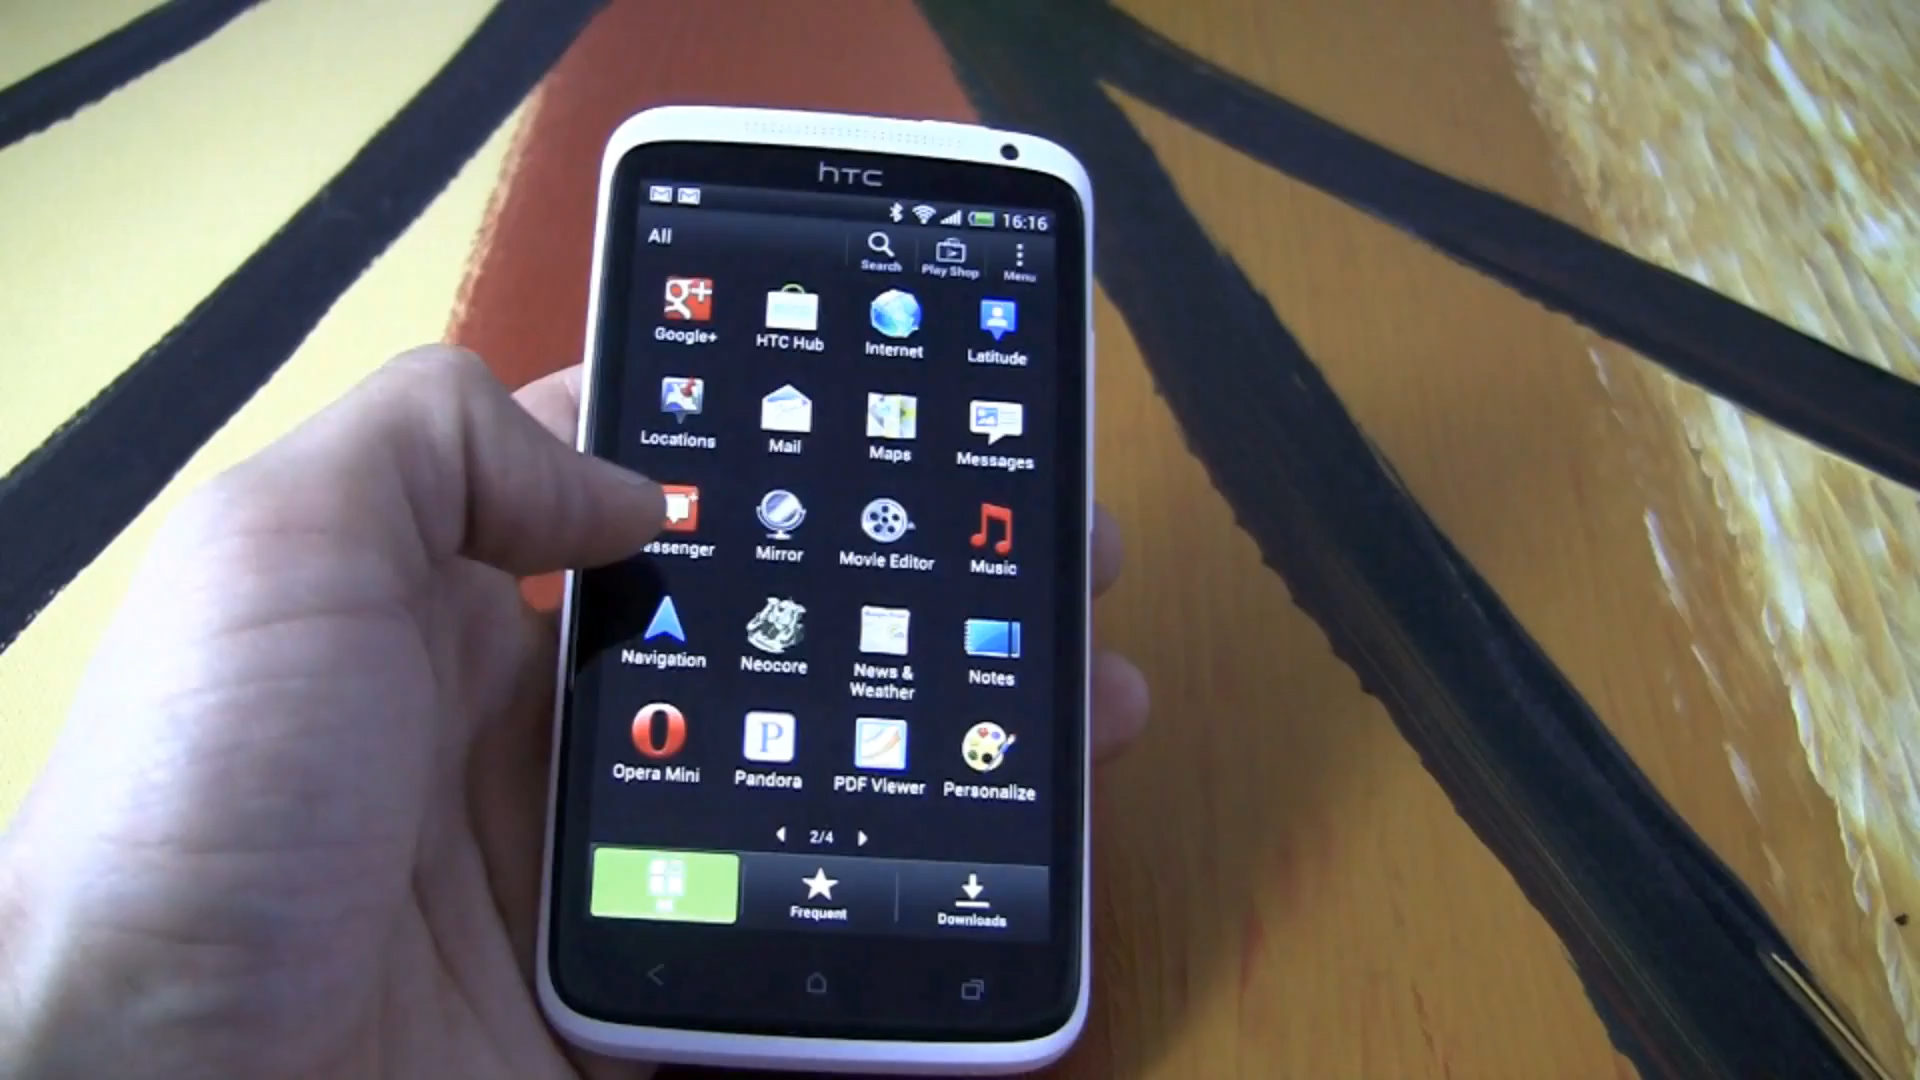 hTC
16:16
All
Search
Play Shop
Menu
Google+
HTC Hub
Internet
Latitude
Locations
Mail
Maps
Messages
essenger
Mirror
Movie Editor
Music
Navigation
Neocore
News &
Weather
Notes
Opera Mini
Pandora
PDF Viewer
Personalize
2/4
Frequent
Downloads